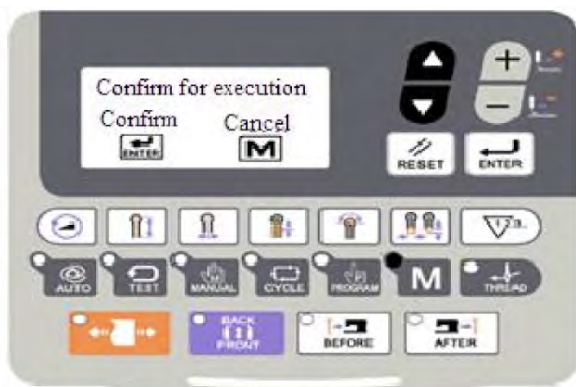 Confirm for execution
Confirm Cancel
ENTER M
+
−
RESET ENTER
AUTO TEST MANUAL CYCLE PROGRAM M THREAD
BACK
FRONT
BEFORE AFTER